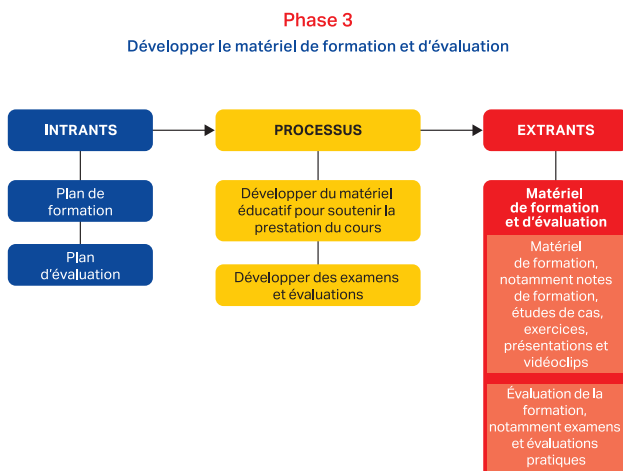 Phase 3
Développer le matériel de formation et d’évaluation
INTRANTS
PROCESSUS
EXTRANTS
Plan de
formation
Plan
d’évaluation
Développer du matériel
éducatif pour soutenir la
prestation du cours
Développer des examens
et évaluations
Matériel
de formation
et d’évaluation
Matériel
de formation,
notamment notes
de formation,
études de cas,
exercices,
présentations et
vidéoclips
Évaluation de la
formation,
notamment examens
et évaluations
pratiques